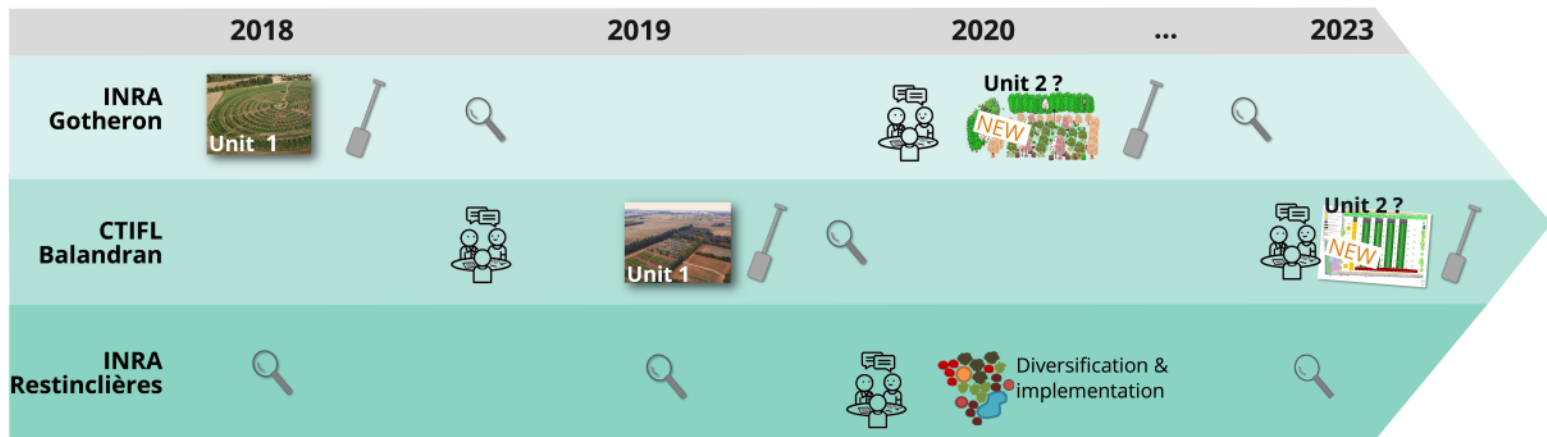 2018 2019 2020 ... 2023
INRA
Gotheron
Unit 1
Unit 2 ?
NEW
CTIFL
Balandran
Unit 1
Unit 2 ?
NEW
INRA
Restinclières
Diversification &
implementation